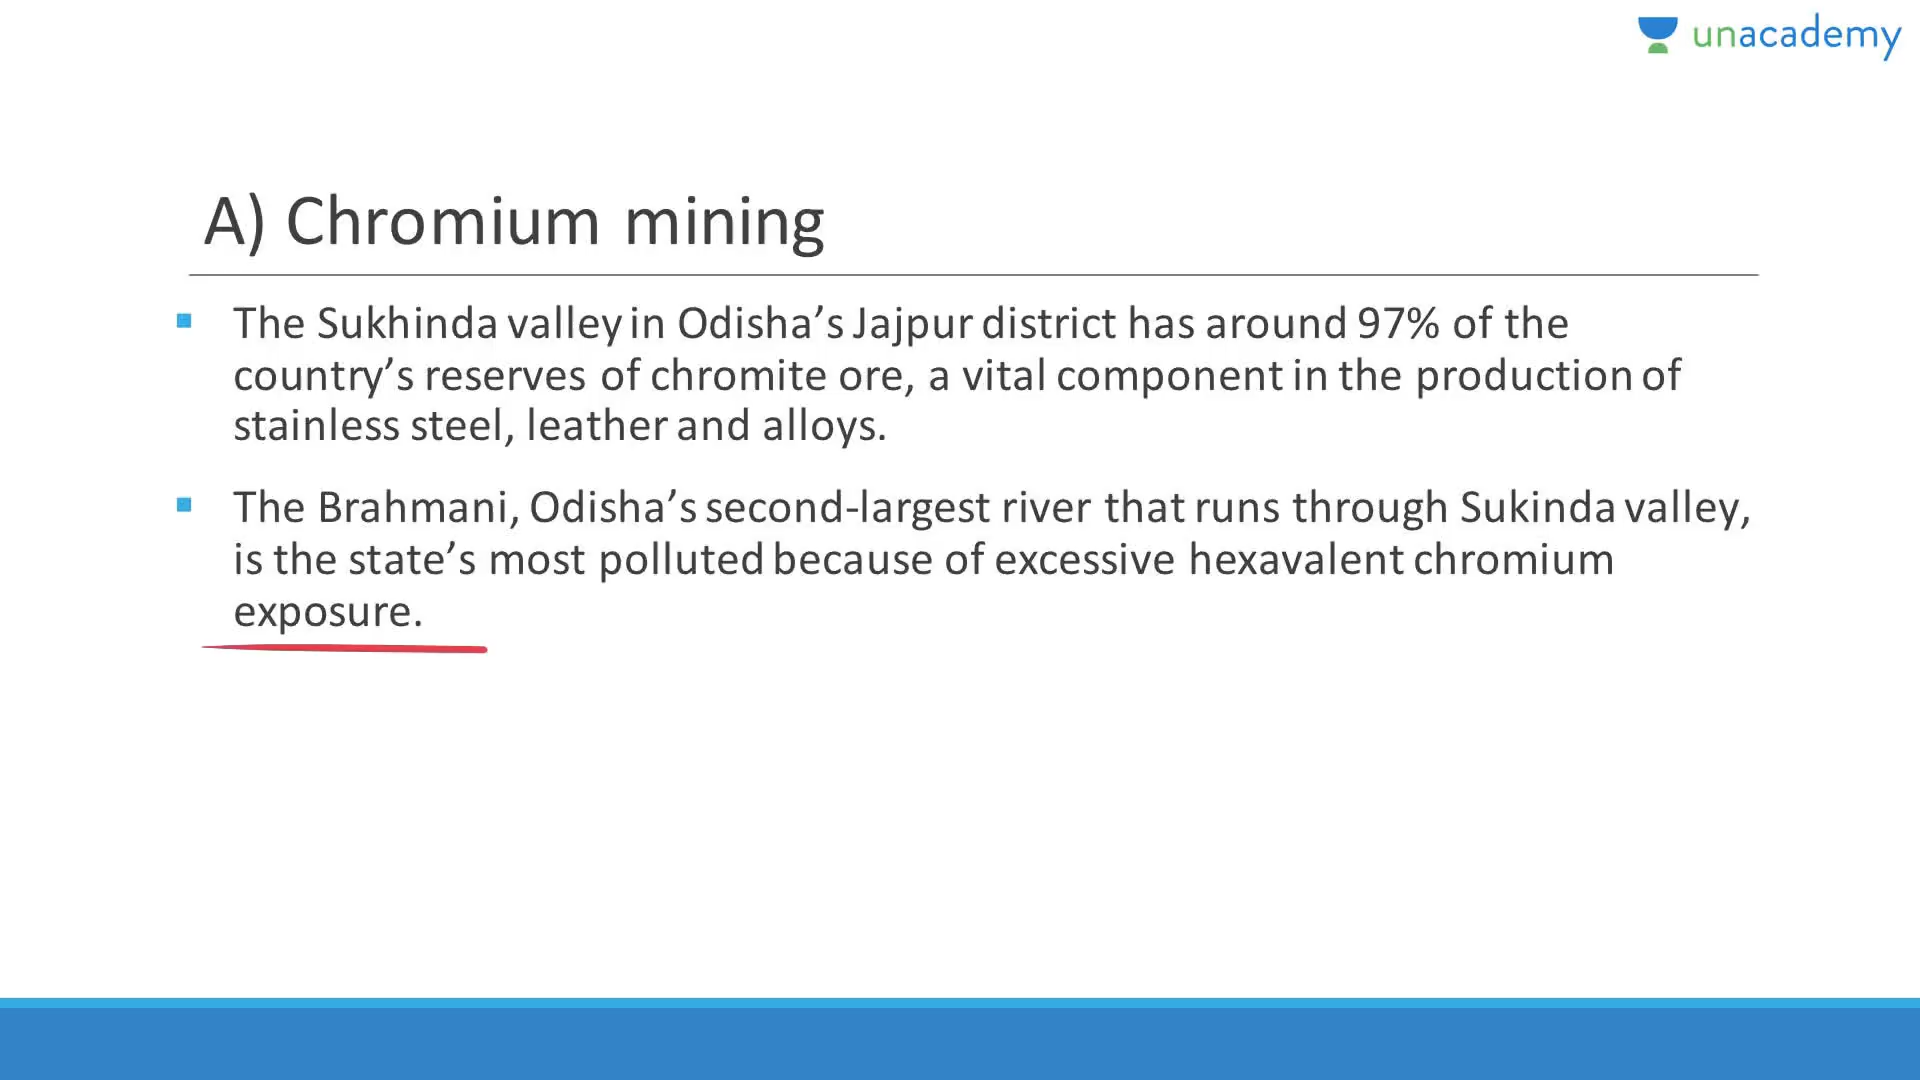 unacademy
A) Chromium mining
The Sukhinda valley in Odisha’s Jajpur district has around 97% of the
country’s reserves of chromite ore, a vital component in the production of
stainless steel, leather and alloys.
The Brahmani, Odisha’s second-largest river that runs through Sukinda valley,
is the state’s most polluted because of excessive hexavalent chromium
exposure.